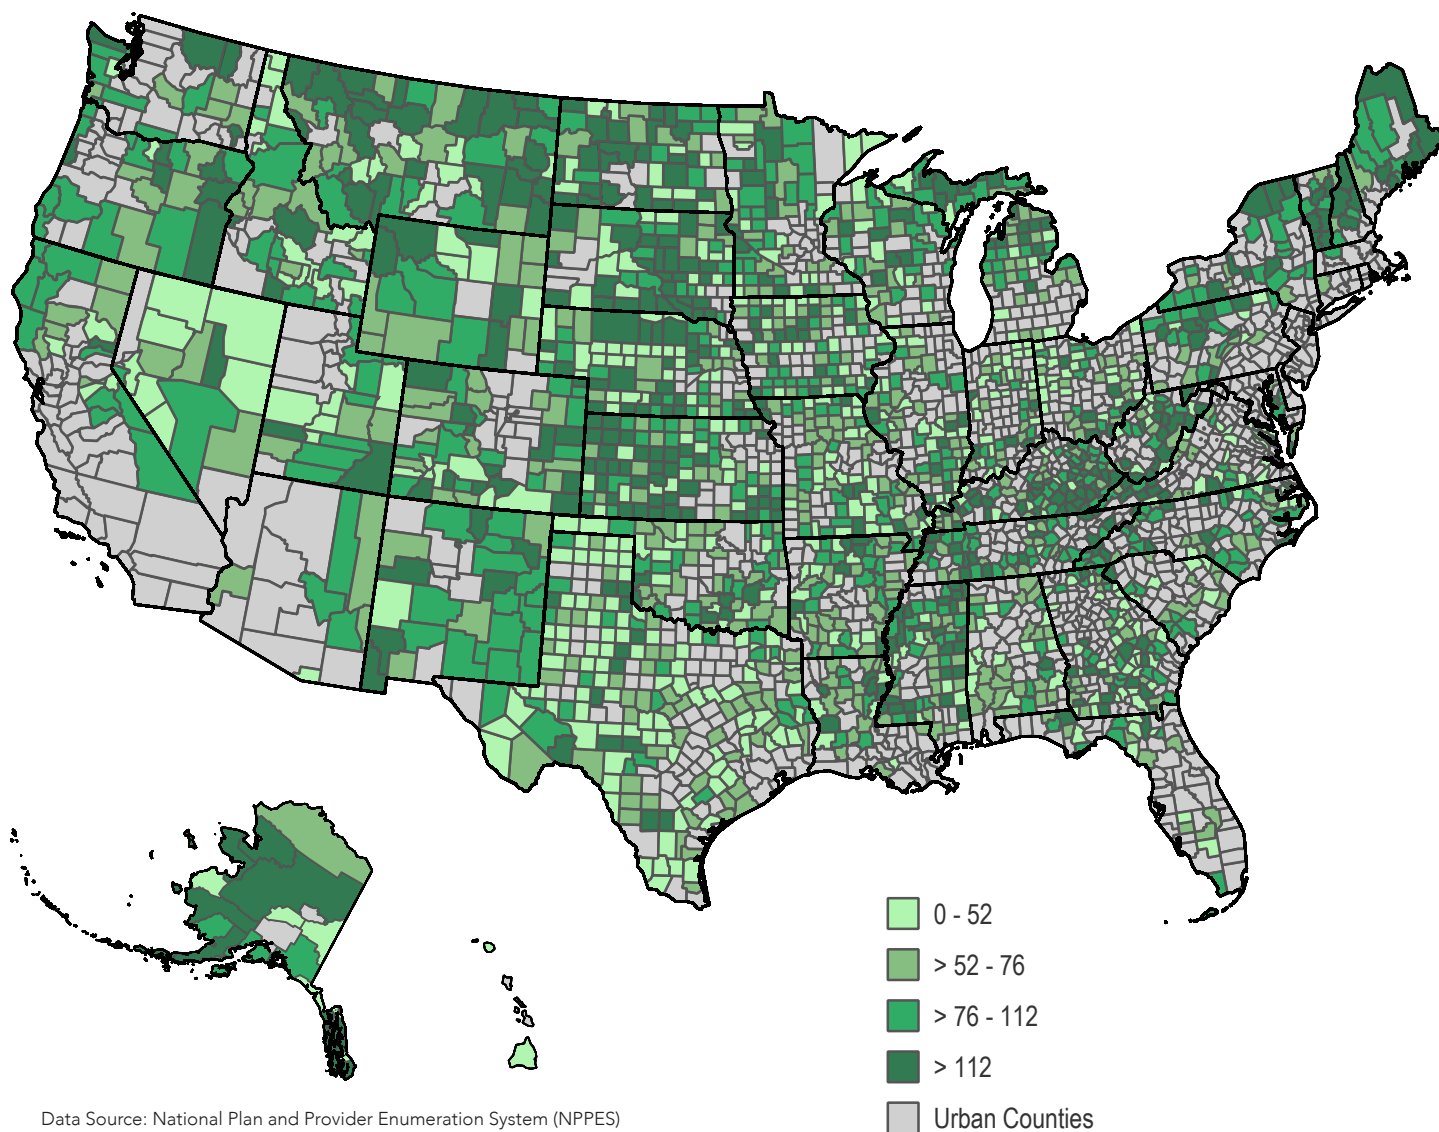 0 - 52
> 52 - 76
> 76 - 112
> 112
Urban Counties
Data Source: National Plan and Provider Enumeration System (NPPES)